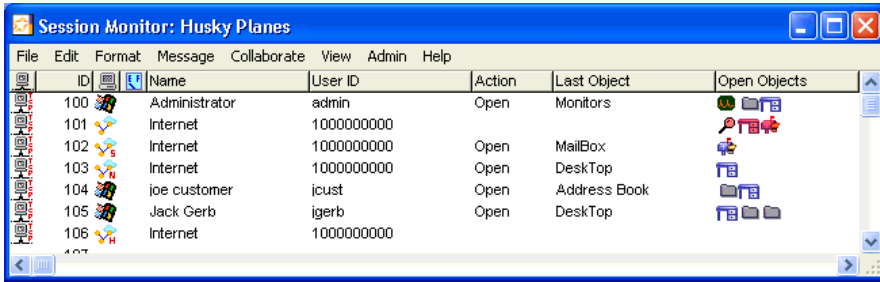 Session Monitor: Husky Planes
File Edit Format Message Collaborate View Admin Help
ID Name User ID Action Last Object Open Objects
100 Administrator admin Open Monitors
101 Internet 1000000000
102 Internet 1000000000 Open MailBox
103 Internet 1000000000 Open DeskTop
104 joe customer jcust Open Address Book
105 Jack Gerb jgerb Open DeskTop
106 Internet 1000000000